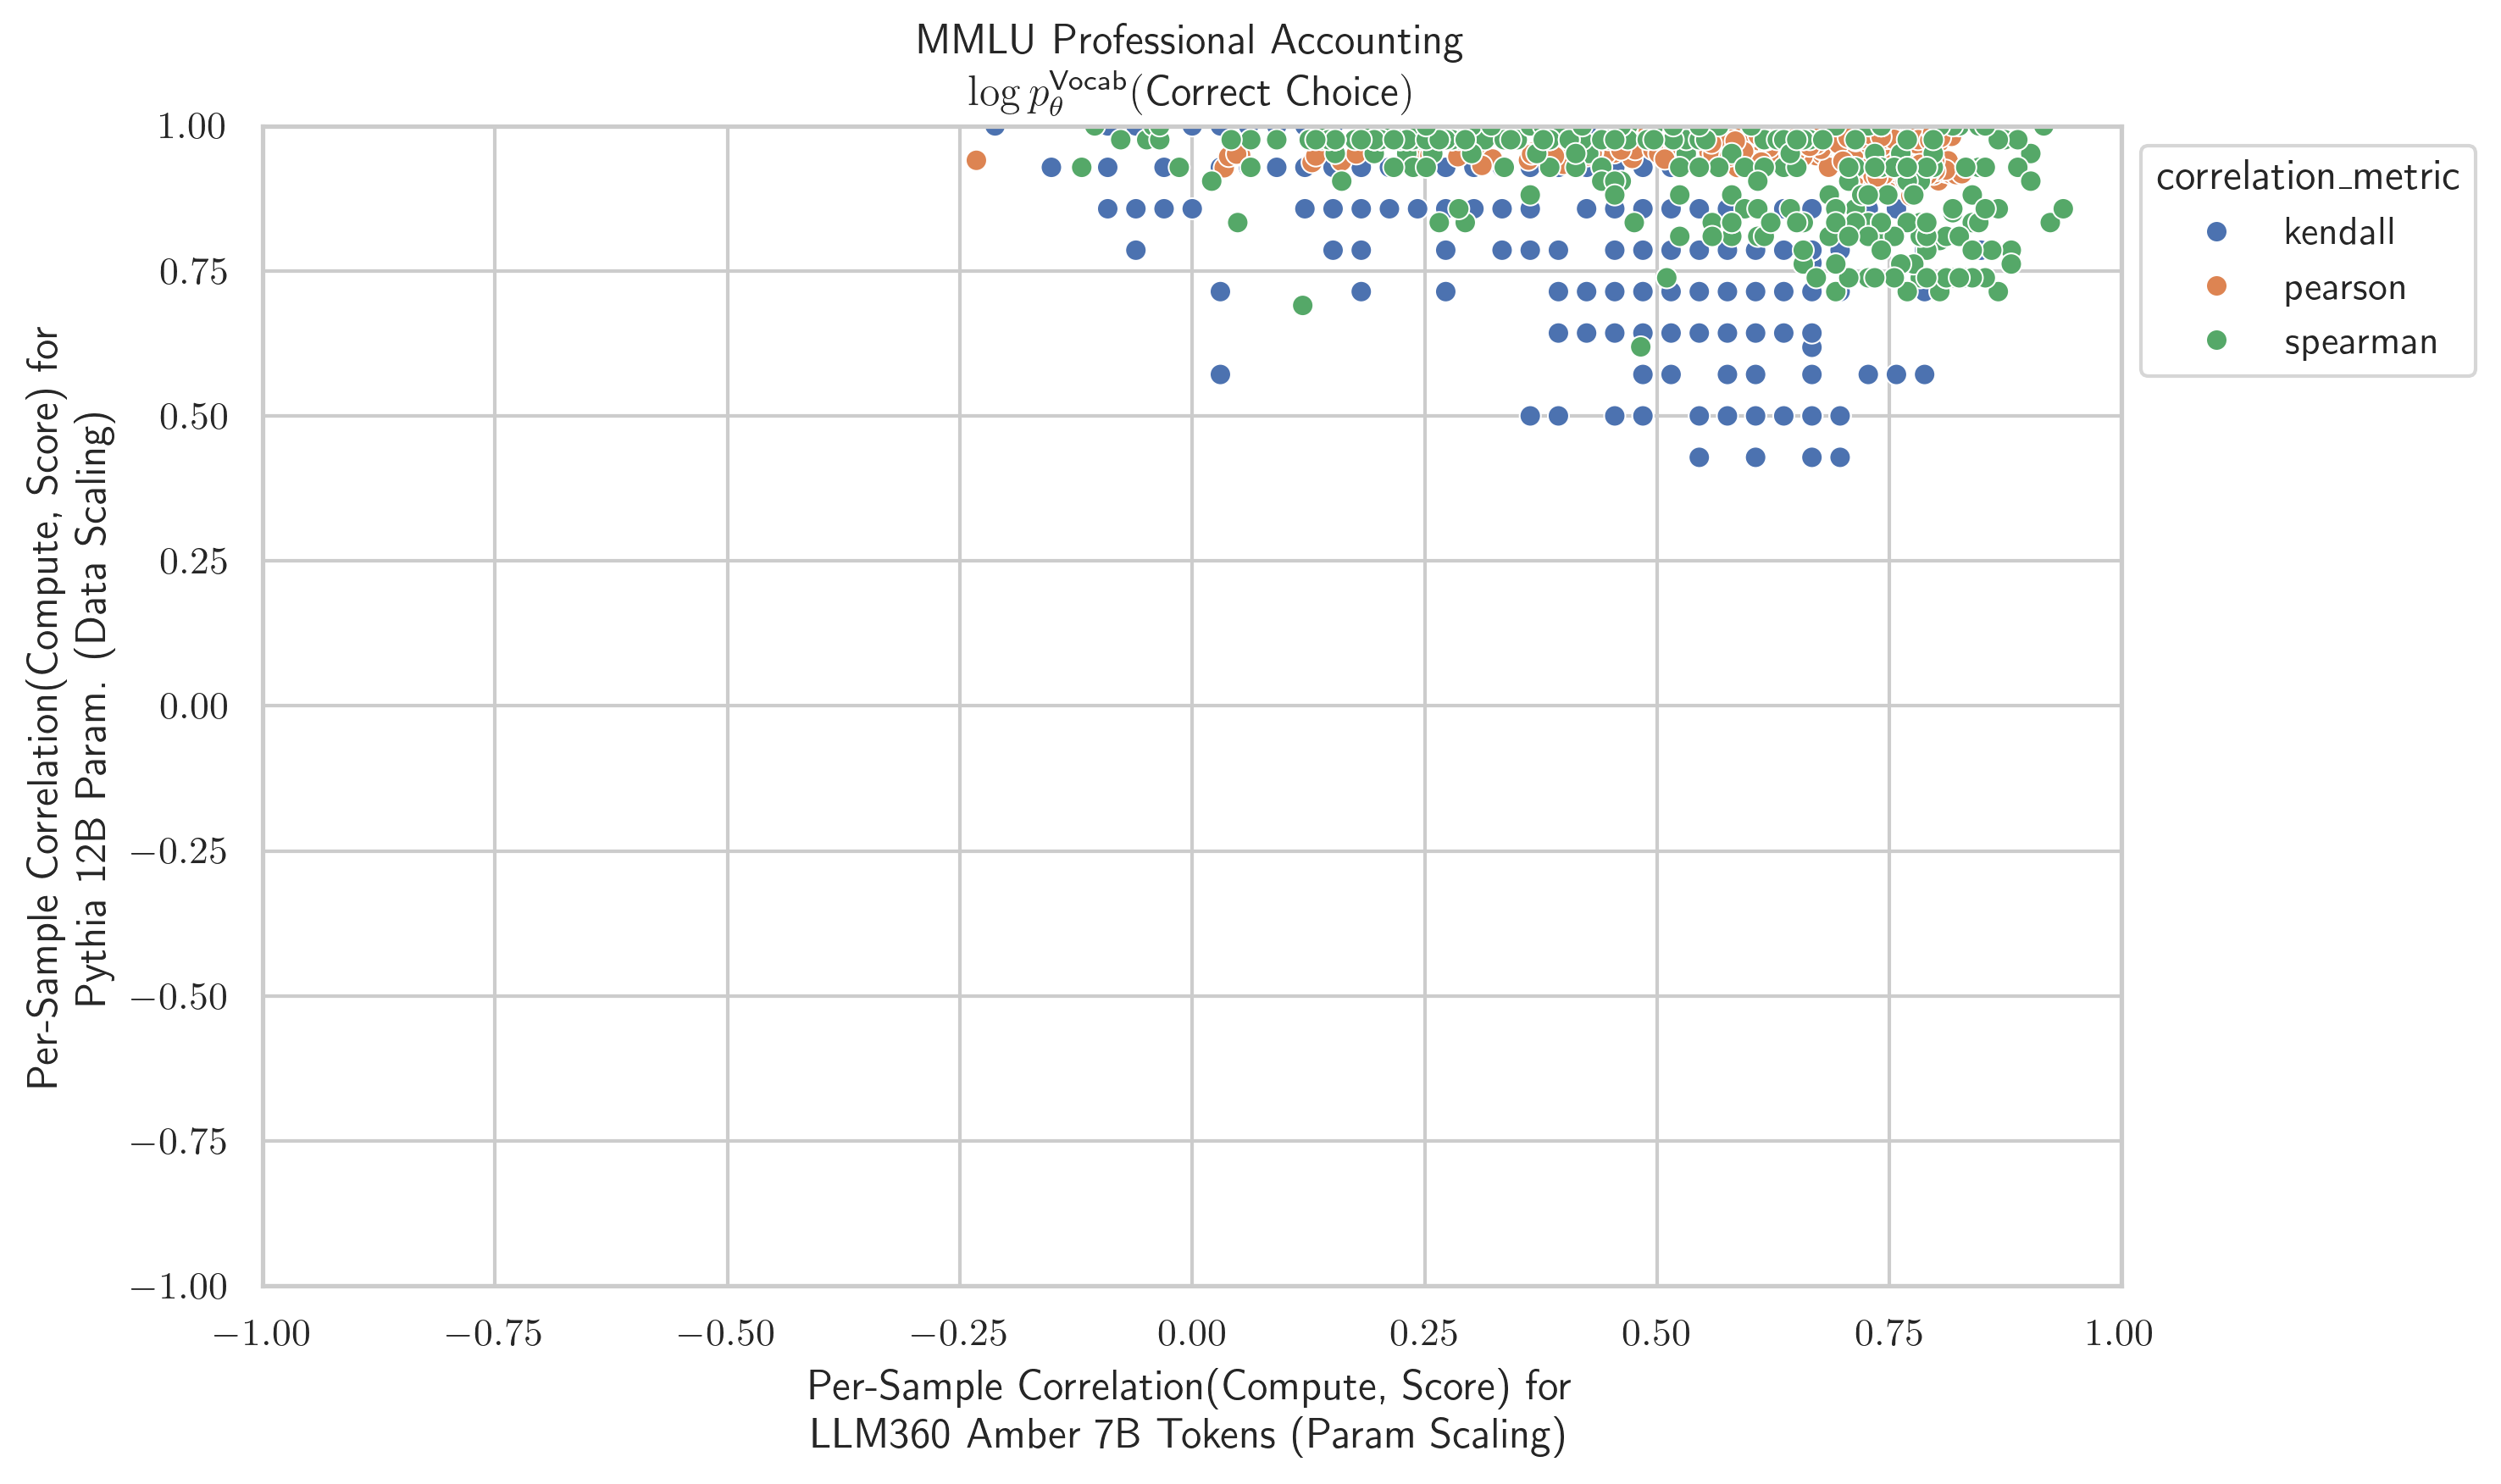 MMLU Professional Accounting
log p_θ^Vocab(Correct Choice)
1.00
0.75
0.50
0.25
0.00
−0.25
−0.50
−0.75
−1.00
−1.00 −0.75 −0.50 −0.25 0.00 0.25 0.50 0.75 1.00
Per-Sample Correlation(Compute, Score) for
Pythia 12B Param. (Data Scaling)
Per-Sample Correlation(Compute, Score) for
LLM360 Amber 7B Tokens (Param Scaling)
correlation_metric
kendall
pearson
spearman